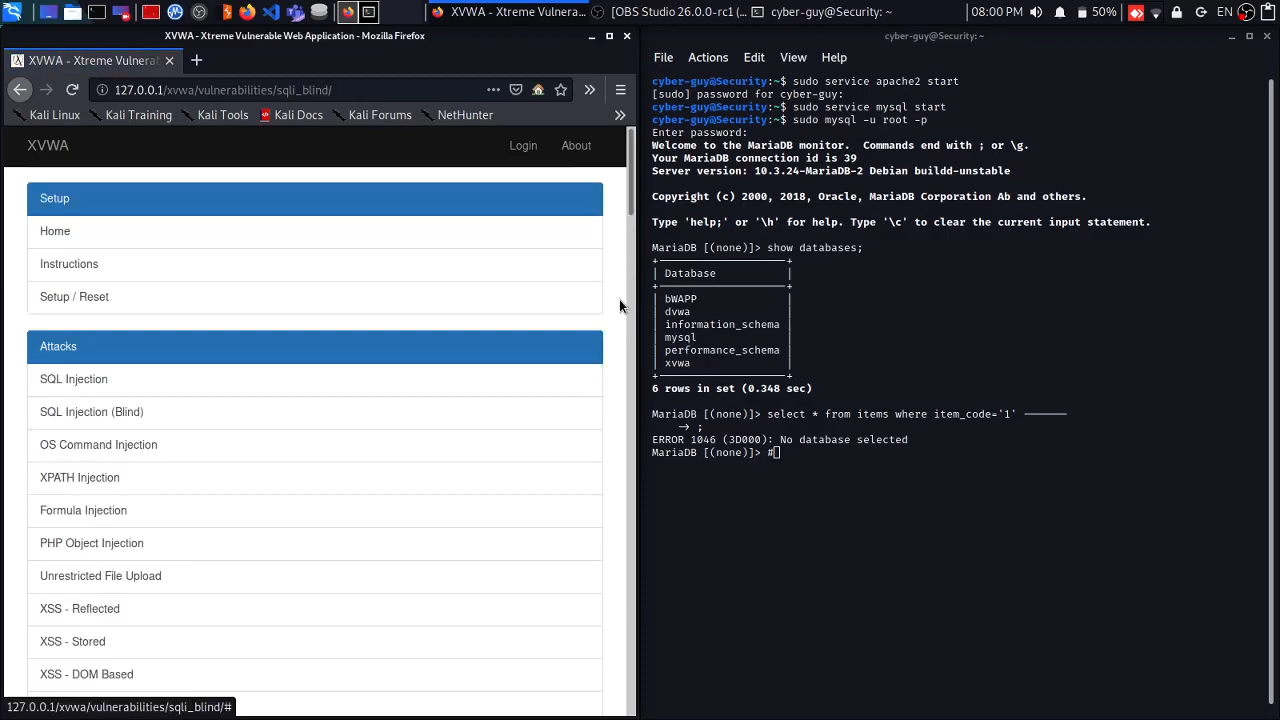 XVWA - Xtreme Vulnera...
[OBS Studio 26.0.0-rc1 (...
cyber-guy@Security: ~
08:00 PM
50%
EN
XVWA - Xtreme Vulnerable Web Application - Mozilla Firefox
XVWA - Xtreme Vulnerab
127.0.0.1/xvwa/vulnerabilities/sqli_blind/
Kali Linux
Kali Training
Kali Tools
Kali Docs
Kali Forums
NetHunter
XVWA
Login
About
Setup
Home
Instructions
Setup / Reset
Attacks
SQL Injection
SQL Injection (Blind)
OS Command Injection
XPATH Injection
Formula Injection
PHP Object Injection
Unrestricted File Upload
XSS - Reflected
XSS - Stored
XSS - DOM Based
127.0.0.1/xvwa/vulnerabilities/sqli_blind/#
cyber-guy@Security:~
File Actions Edit View Help
cyber-guy@Security:~$ sudo service apache2 start
[sudo] password for cyber-guy:
cyber-guy@Security:~$ sudo service mysql start
cyber-guy@Security:~$ sudo mysql -u root -p
Enter password:
Welcome to the MariaDB monitor.  Commands end with ; or \g.
Your MariaDB connection id is 39
Server version: 10.3.24-MariaDB-2 Debian buildd-unstable
Copyright (c) 2000, 2018, Oracle, MariaDB Corporation Ab and others.
Type 'help;' or '\h' for help. Type '\c' to clear the current input statement.
MariaDB [(none)]> show databases;
+--------------------+
| Database           |
+--------------------+
| bWAPP              |
| dvwa               |
| information_schema |
| mysql              |
| performance_schema |
| xvwa               |
+--------------------+
6 rows in set (0.348 sec)
MariaDB [(none)]> select * from items where item_code='1' -------
    -> ;
ERROR 1046 (3D000): No database selected
MariaDB [(none)]> #